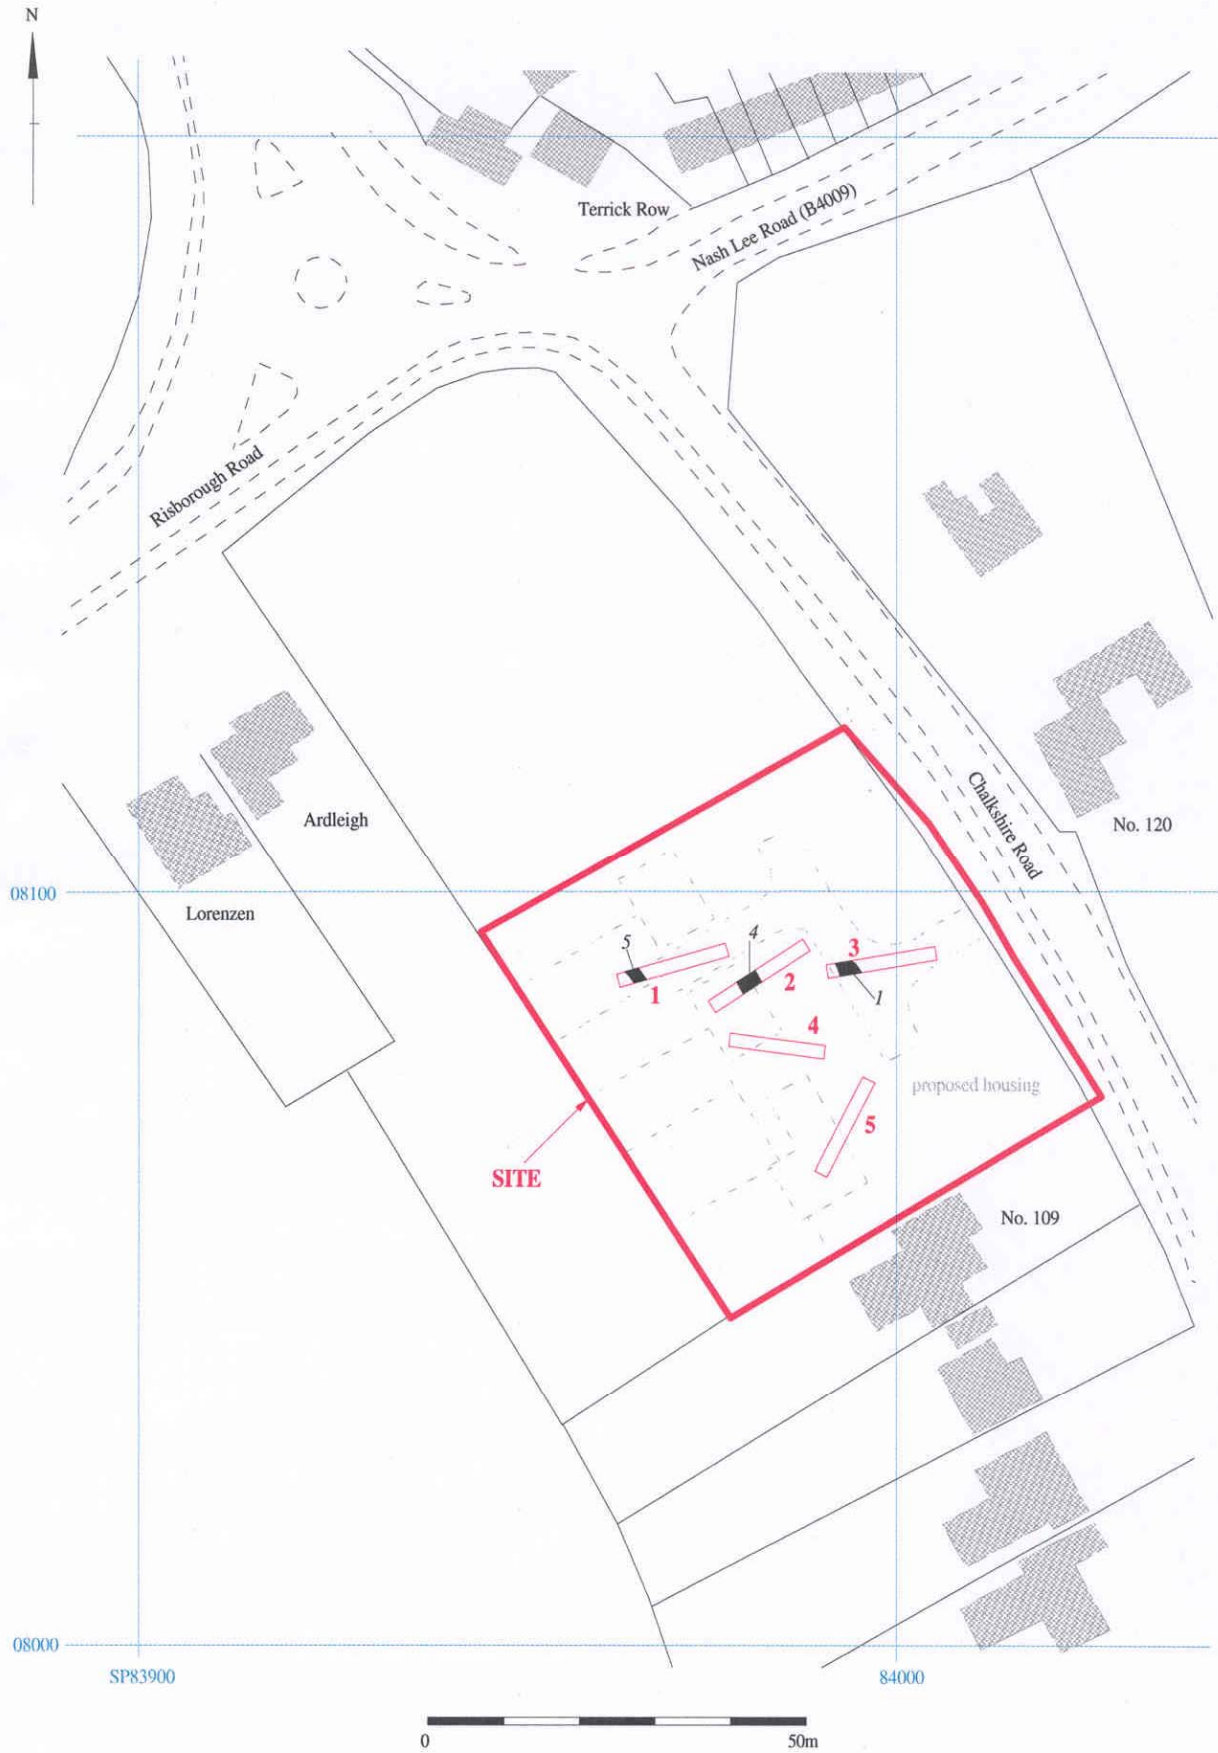 N
Terrick Row
Nash Lee Road (B4009)
Risborough Road
Chalkshire Road
Ardleigh
No. 120
08100
Lorenzen
5
4
3
1
2
1
4
proposed housing
5
SITE
No. 109
08000
SP83900
84000
0
50m